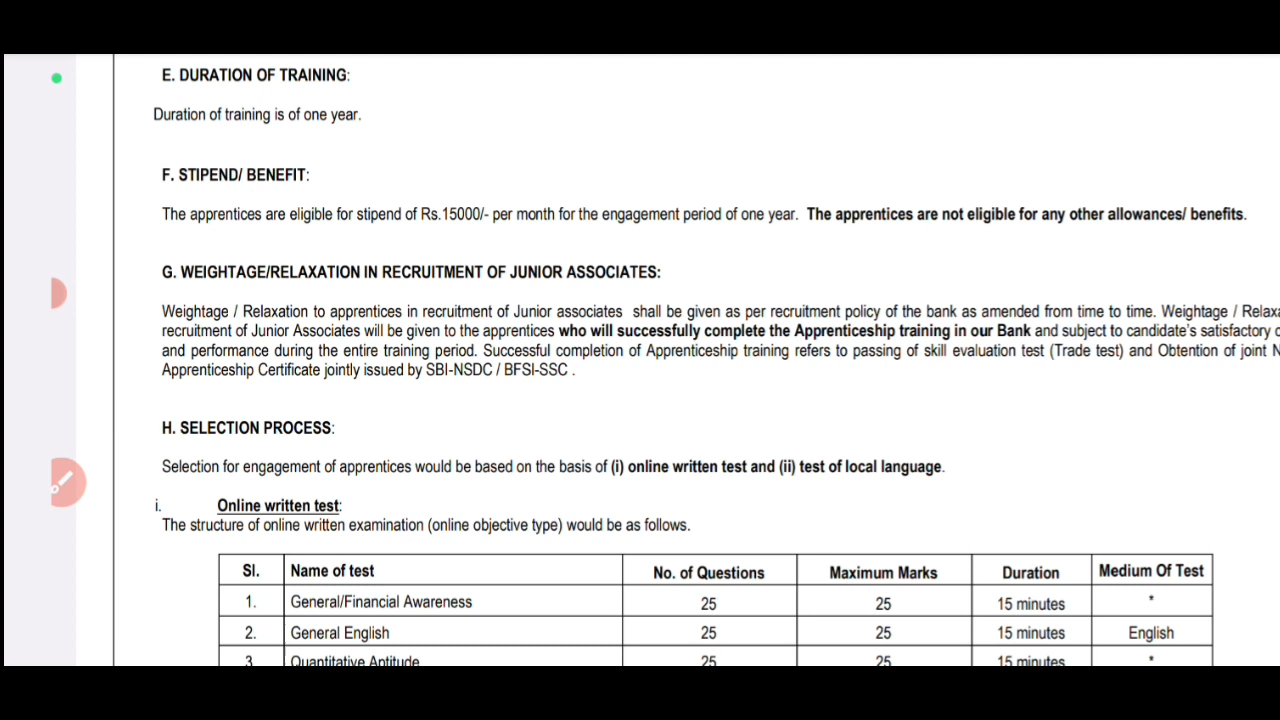 E. DURATION OF TRAINING:
Duration of training is of one year.
F. STIPEND/ BENEFIT:
The apprentices are eligible for stipend of Rs.15000/- per month for the engagement period of one year. The apprentices are not eligible for any other allowances/ benefits.
G. WEIGHTAGE/RELAXATION IN RECRUITMENT OF JUNIOR ASSOCIATES:
Weightage / Relaxation to apprentices in recruitment of Junior associates shall be given as per recruitment policy of the bank as amended from time to time. Weightage /
recruitment of Junior Associates will be given to the apprentices who will successfully complete the Apprenticeship training in our Bank and subject to candidate's satisfactory
and performance during the entire training period. Successful completion of Apprenticeship training refers to passing of skill evaluation test (Trade test) and Obtention of joint
Apprenticeship Certificate jointly issued by SBI-NSDC / BFSI-SSC .
H. SELECTION PROCESS:
Selection for engagement of apprentices would be based on the basis of (i) online written test and (ii) test of local language.
i. Online written test:
The structure of online written examination (online objective type) would be as follows.
Sl. Name of test No. of Questions Maximum Marks Duration Medium Of Test
1. General/Financial Awareness 25 25 15 minutes *
2. General English 25 25 15 minutes English
3 Quantitative Aptitude 25 25 15 minutes *